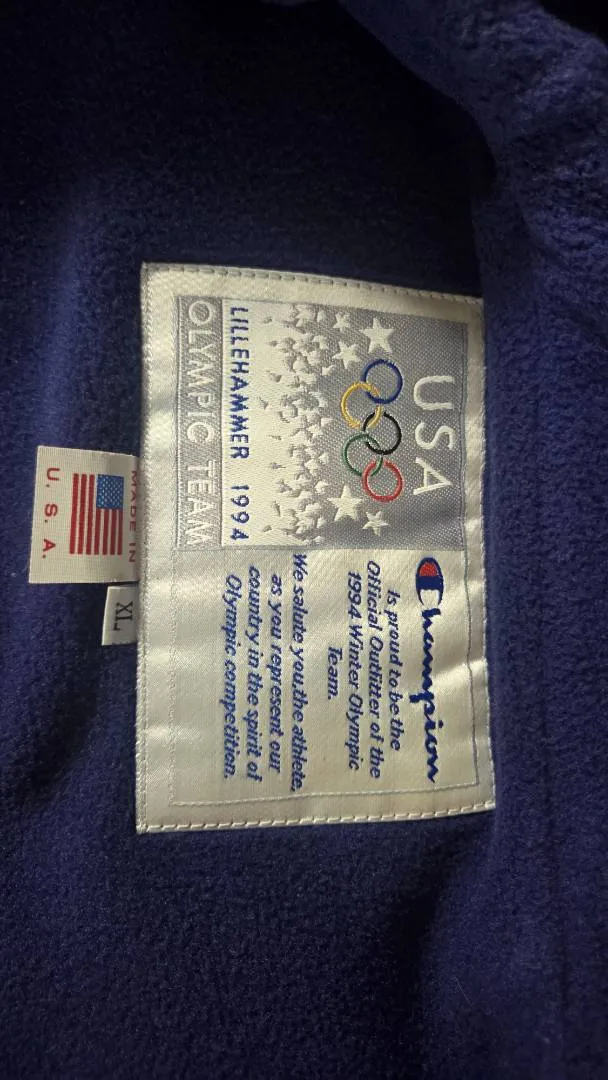 USA
LILLEHAMMER 1994
OLYMPIC TEAM
Champion
is proud to be the
Official Outfitter of the
1994 Winter Olympic
Team.
We salute you, the athlete,
as you represent our
country in the spirit of
Olympic competition.
MADE IN
U.S.A.
XL